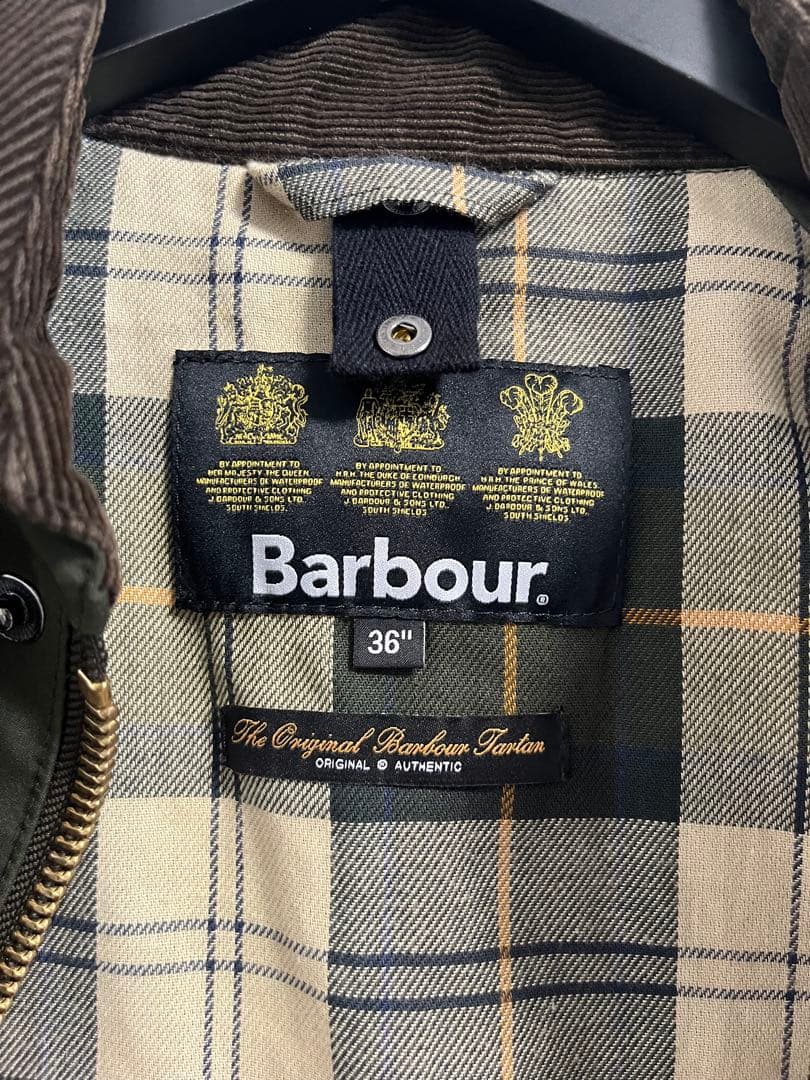 BY APPOINTMENT TO
HER MAJESTY THE QUEEN
MANUFACTURERS OF WATERPROOF
AND PROTECTIVE CLOTHING
J. BARBOUR & SONS LTD.
SOUTH SHIELDS.
BY APPOINTMENT TO
H.R.H. THE DUKE OF EDINBURGH
MANUFACTURERS OF WATERPROOF
AND PROTECTIVE CLOTHING
J. BARBOUR & SONS LTD.
SOUTH SHIELDS.
BY APPOINTMENT TO
H.R.H. THE PRINCE OF WALES
MANUFACTURERS OF WATERPROOF
AND PROTECTIVE CLOTHING
J. BARBOUR & SONS LTD.
SOUTH SHIELDS.
Barbour®
36"
The Original Barbour Tartan
ORIGINAL ® AUTHENTIC